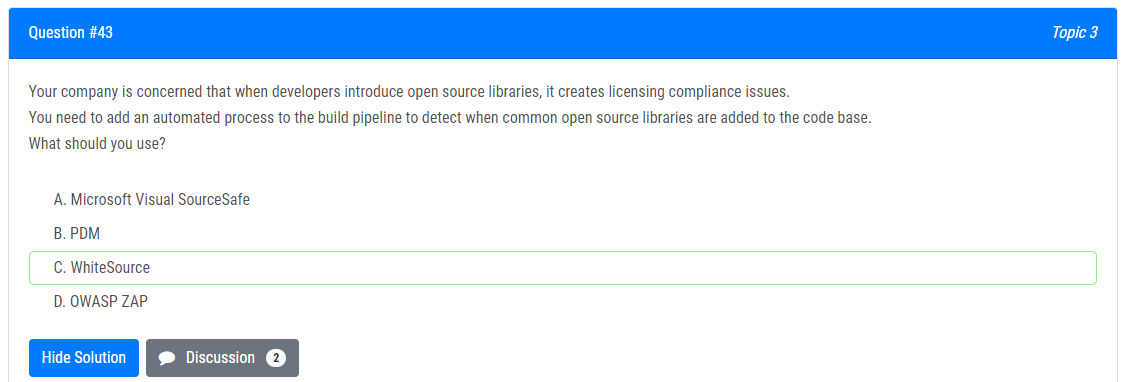 Question #43
Topic 3
Your company is concerned that when developers introduce open source libraries, it creates licensing compliance issues.
You need to add an automated process to the build pipeline to detect when common open source libraries are added to the code base.
What should you use?
A. Microsoft Visual SourceSafe
B. PDM
C. WhiteSource
D. OWASP ZAP
Hide Solution
Discussion 2